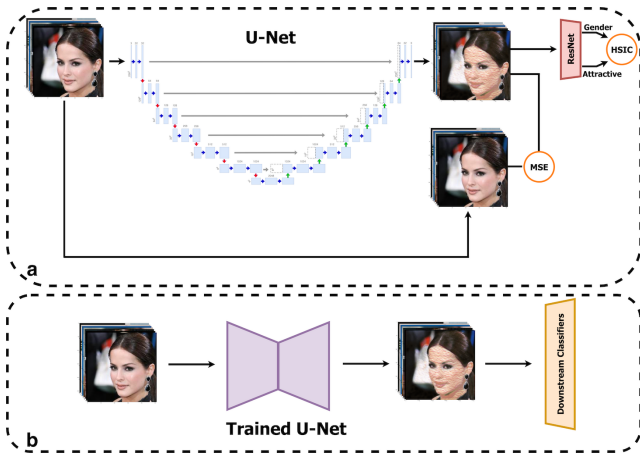 U-Net
ResNet
Gender
HSIC
Attractive
MSE
a
Trained U-Net
Downstream Classifiers
b